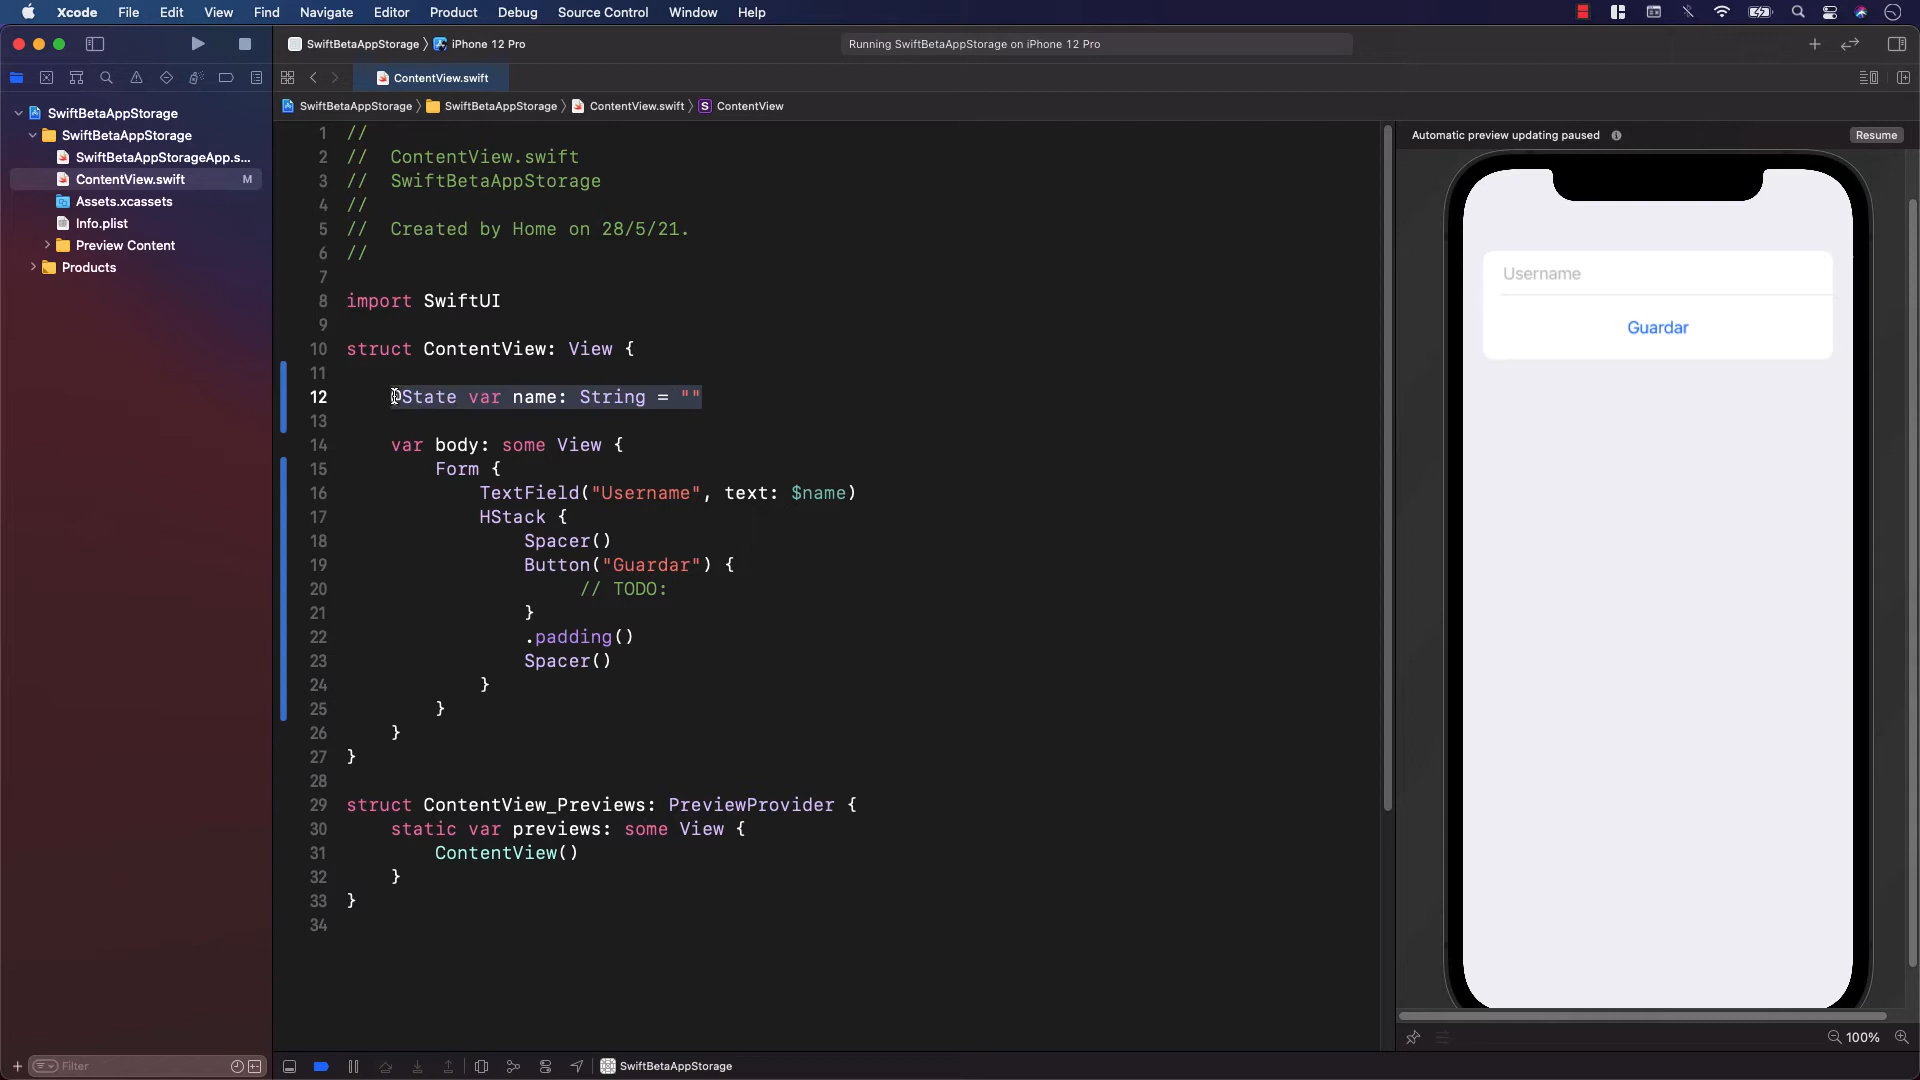 Xcode File Edit View Find Navigate Editor Product Debug Source Control Window Help
SwiftBetaAppStorage iPhone 12 Pro
Running SwiftBetaAppStorage on iPhone 12 Pro
ContentView.swift
SwiftBetaAppStorage SwiftBetaAppStorage ContentView.swift S ContentView
SwiftBetaAppStorage
SwiftBetaAppStorage
SwiftBetaAppStorageApp.s...
ContentView.swift M
Assets.xcassets
Info.plist
Preview Content
Products
Filter
1 //
2 // ContentView.swift
3 // SwiftBetaAppStorage
4 //
5 // Created by Home on 28/5/21.
6 //
7
8 import SwiftUI
9
10 struct ContentView: View {
11
12 @State var name: String = ""
13
14 var body: some View {
15 Form {
16 TextField("Username", text: $name)
17 HStack {
18 Spacer()
19 Button("Guardar") {
20 // TODO:
21 }
22 .padding()
23 Spacer()
24 }
25 }
26 }
27 }
28
29 struct ContentView_Previews: PreviewProvider {
30 static var previews: some View {
31 ContentView()
32 }
33 }
34
SwiftBetaAppStorage
Automatic preview updating paused
Resume
Username
Guardar
100%